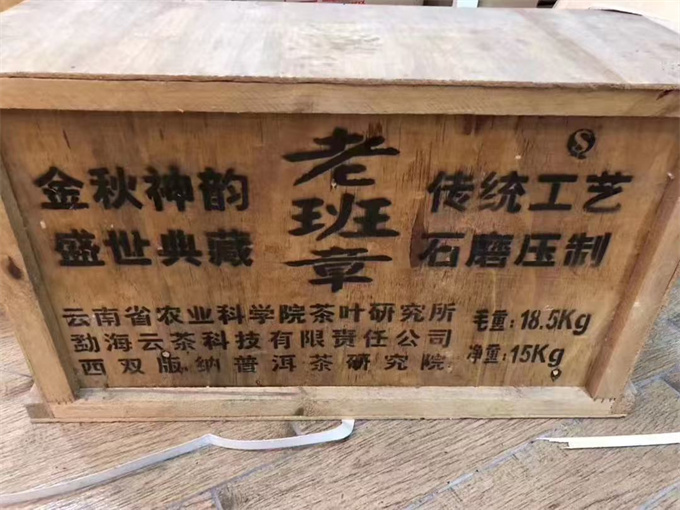 金秋神韵
盛世典藏
老班章
传统工艺
石磨压制
云南省农业科学院茶叶研究所
勐海云茶科技有限责任公司
西双版纳普洱茶研究院
毛重:18.5Kg
净重:15Kg